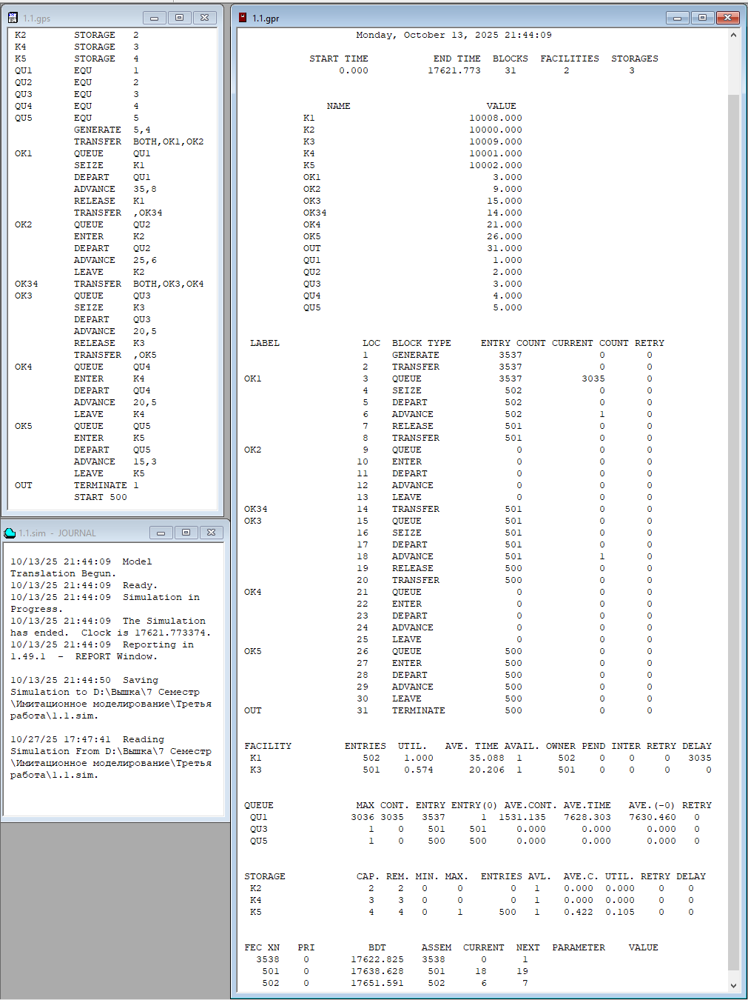 1.1.gps
K2 STORAGE 2
K4 STORAGE 3
K5 STORAGE 4
QU1 EQU 1
QU2 EQU 2
QU3 EQU 3
QU4 EQU 4
QU5 EQU 5
GENERATE 5,4
TRANSFER BOTH,OK1,OK2
OK1 QUEUE QU1
SEIZE K1
DEPART QU1
ADVANCE 35,8
RELEASE K1
TRANSFER ,OK34
OK2 QUEUE QU2
ENTER K2
DEPART QU2
ADVANCE 25,6
LEAVE K2
OK34 TRANSFER BOTH,OK3,OK4
OK3 QUEUE QU3
SEIZE K3
DEPART QU3
ADVANCE 20,5
RELEASE K3
TRANSFER ,OK5
OK4 QUEUE QU4
ENTER K4
DEPART QU4
ADVANCE 20,5
LEAVE K4
OK5 QUEUE QU5
ENTER K5
DEPART QU5
ADVANCE 15,3
LEAVE K5
OUT TERMINATE 1
START 500
1.1.sim - JOURNAL
10/13/25 21:44:09 Model
Translation Begun.
10/13/25 21:44:09 Ready.
10/13/25 21:44:09 Simulation in
Progress.
10/13/25 21:44:09 The Simulation
has ended. Clock is 17621.773374.
10/13/25 21:44:09 Reporting in
1.49.1 - REPORT Window.
10/13/25 21:44:50 Saving
Simulation to D:\Вышка\7 Семестр
\Имитационное моделирование\Третья
работа\1.1.sim.
10/27/25 17:47:41 Reading
Simulation From D:\Вышка\7 Семестр
\Имитационное моделирование\Третья
работа\1.1.sim.
1.1.gpr
Monday, October 13, 2025 21:44:09
START TIME END TIME BLOCKS FACILITIES STORAGES
0.000 17621.773 31 2 3
NAME VALUE
K1 10008.000
K2 10000.000
K3 10009.000
K4 10001.000
K5 10002.000
OK1 3.000
OK2 9.000
OK3 15.000
OK34 14.000
OK4 21.000
OK5 26.000
OUT 31.000
QU1 1.000
QU2 2.000
QU3 3.000
QU4 4.000
QU5 5.000
LABEL LOC BLOCK TYPE ENTRY COUNT CURRENT COUNT RETRY
1 GENERATE 3537 0 0
2 TRANSFER 3537 0 0
OK1 3 QUEUE 3537 3035 0
4 SEIZE 502 0 0
5 DEPART 502 0 0
6 ADVANCE 502 1 0
7 RELEASE 501 0 0
8 TRANSFER 501 0 0
OK2 9 QUEUE 0 0 0
10 ENTER 0 0 0
11 DEPART 0 0 0
12 ADVANCE 0 0 0
13 LEAVE 0 0 0
OK34 14 TRANSFER 501 0 0
OK3 15 QUEUE 501 0 0
16 SEIZE 501 0 0
17 DEPART 501 0 0
18 ADVANCE 501 1 0
19 RELEASE 500 0 0
20 TRANSFER 500 0 0
OK4 21 QUEUE 0 0 0
22 ENTER 0 0 0
23 DEPART 0 0 0
24 ADVANCE 0 0 0
25 LEAVE 0 0 0
OK5 26 QUEUE 500 0 0
27 ENTER 500 0 0
28 DEPART 500 0 0
29 ADVANCE 500 0 0
30 LEAVE 500 0 0
OUT 31 TERMINATE 500 0 0
FACILITY ENTRIES UTIL. AVE. TIME AVAIL. OWNER PEND INTER RETRY DELAY
K1 502 1.000 35.088 1 502 0 0 0 3035
K3 501 0.574 20.206 1 501 0 0 0 0
QUEUE MAX CONT. ENTRY ENTRY(0) AVE.CONT. AVE.TIME AVE.(-0) RETRY
QU1 3036 3035 3537 1 1531.135 7628.303 7630.460 0
QU3 1 0 501 501 0.000 0.000 0.000 0
QU5 1 0 500 500 0.000 0.000 0.000 0
STORAGE CAP. REM. MIN. MAX. ENTRIES AVL. AVE.C. UTIL. RETRY DELAY
K2 2 2 0 0 0 1 0.000 0.000 0 0
K4 3 3 0 0 0 1 0.000 0.000 0 0
K5 4 4 0 1 500 1 0.422 0.105 0 0
FEC XN PRI BDT ASSEM CURRENT NEXT PARAMETER VALUE
3538 0 17622.825 3538 0 1
501 0 17638.628 501 18 19
502 0 17651.591 502 6 7